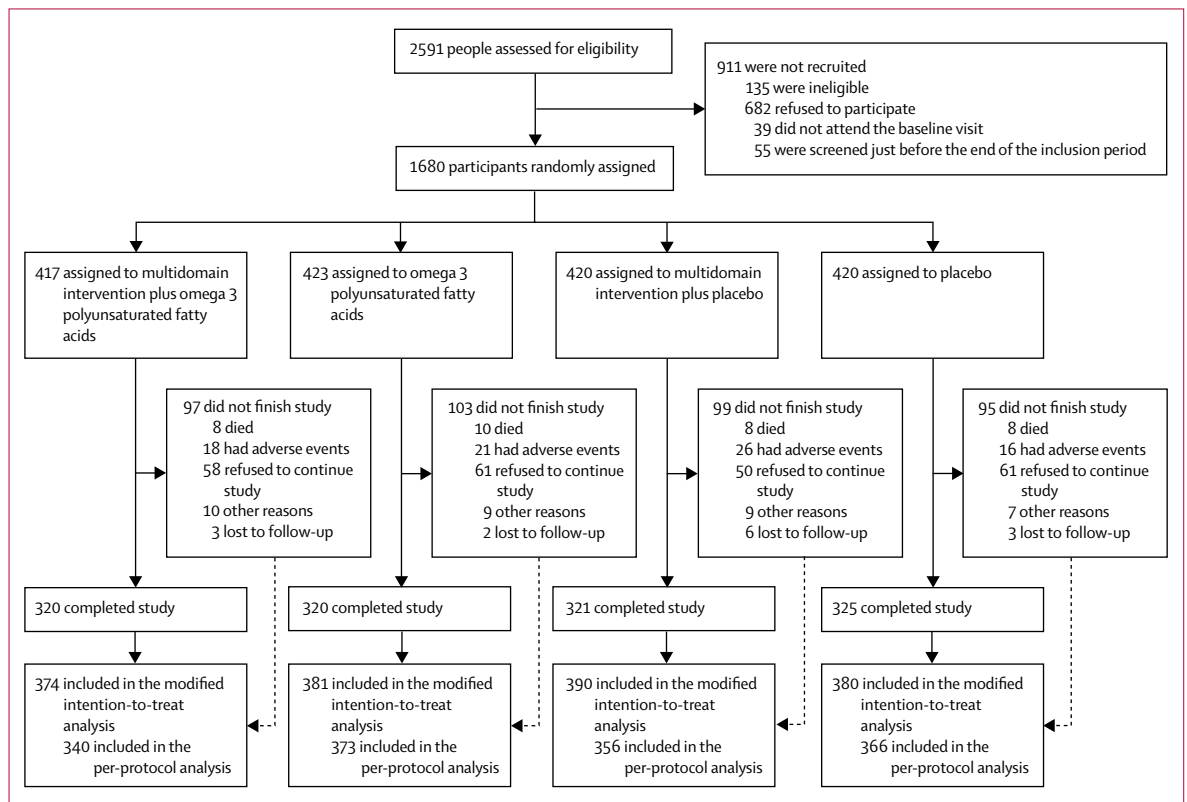 2591 people assessed for eligibility
911 were not recruited
135 were ineligible
682 refused to participate
39 did not attend the baseline visit
55 were screened just before the end of the inclusion period
1680 participants randomly assigned
417 assigned to multidomain
intervention plus omega 3
polyunsaturated fatty
acids
423 assigned to omega 3
polyunsaturated fatty
acids
420 assigned to multidomain
intervention plus placebo
420 assigned to placebo
97 did not finish study
8 died
18 had adverse events
58 refused to continue
study
10 other reasons
3 lost to follow-up
103 did not finish study
10 died
21 had adverse events
61 refused to continue
study
9 other reasons
2 lost to follow-up
99 did not finish study
8 died
26 had adverse events
50 refused to continue
study
9 other reasons
6 lost to follow-up
95 did not finish study
8 died
16 had adverse events
61 refused to continue
study
7 other reasons
3 lost to follow-up
320 completed study
320 completed study
321 completed study
325 completed study
374 included in the modified
intention-to-treat
analysis
340 included in the
per-protocol analysis
381 included in the modified
intention-to-treat
analysis
373 included in the
per-protocol analysis
390 included in the modified
intention-to-treat
analysis
356 included in the
per-protocol analysis
380 included in the modified
intention-to-treat
analysis
366 included in the
per-protocol analysis